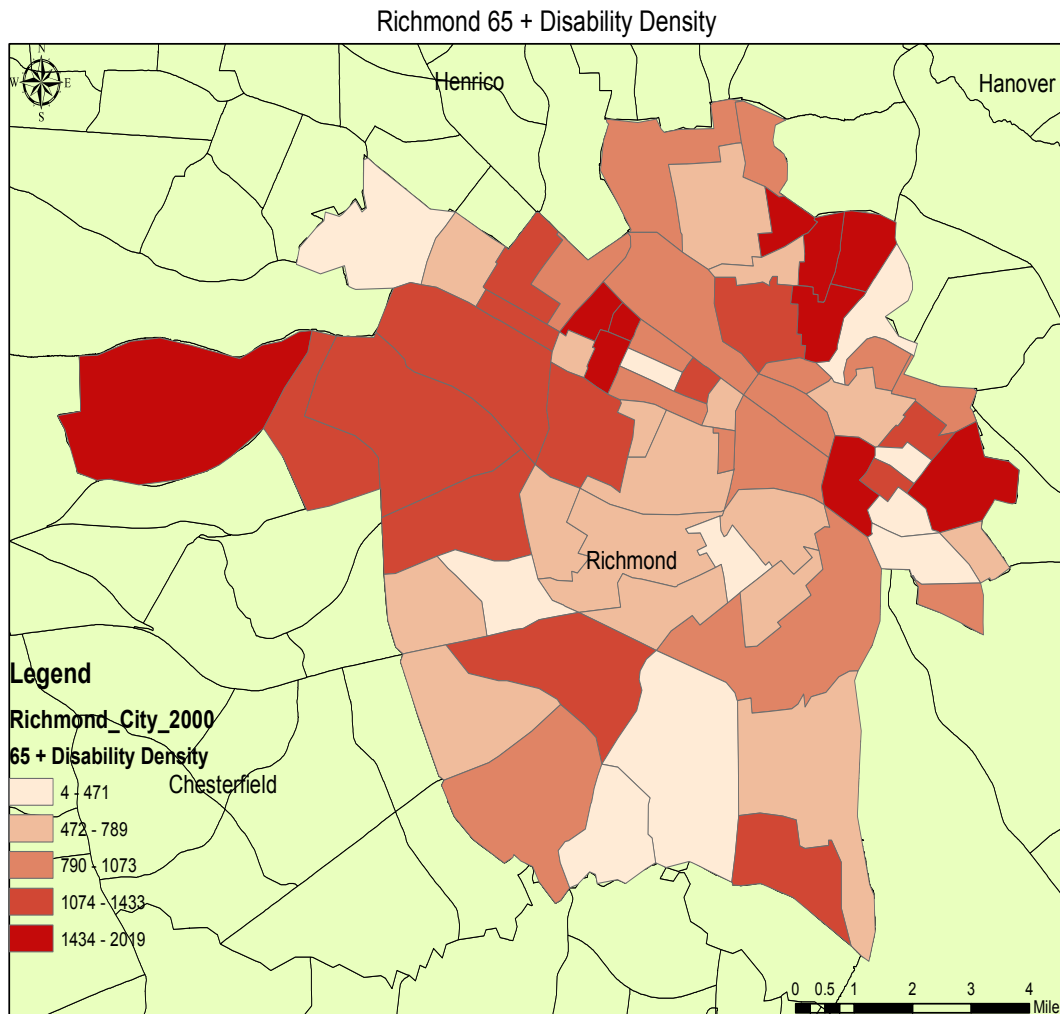 Richmond 65 + Disability Density
N
W E
S
Henrico
Hanover
Richmond
Legend
Richmond_City_2000
65 + Disability Density
Chesterfield
4 - 471
472 - 789
790 - 1073
1074 - 1433
1434 - 2019
0 0.5 1 2 3 4
Mile